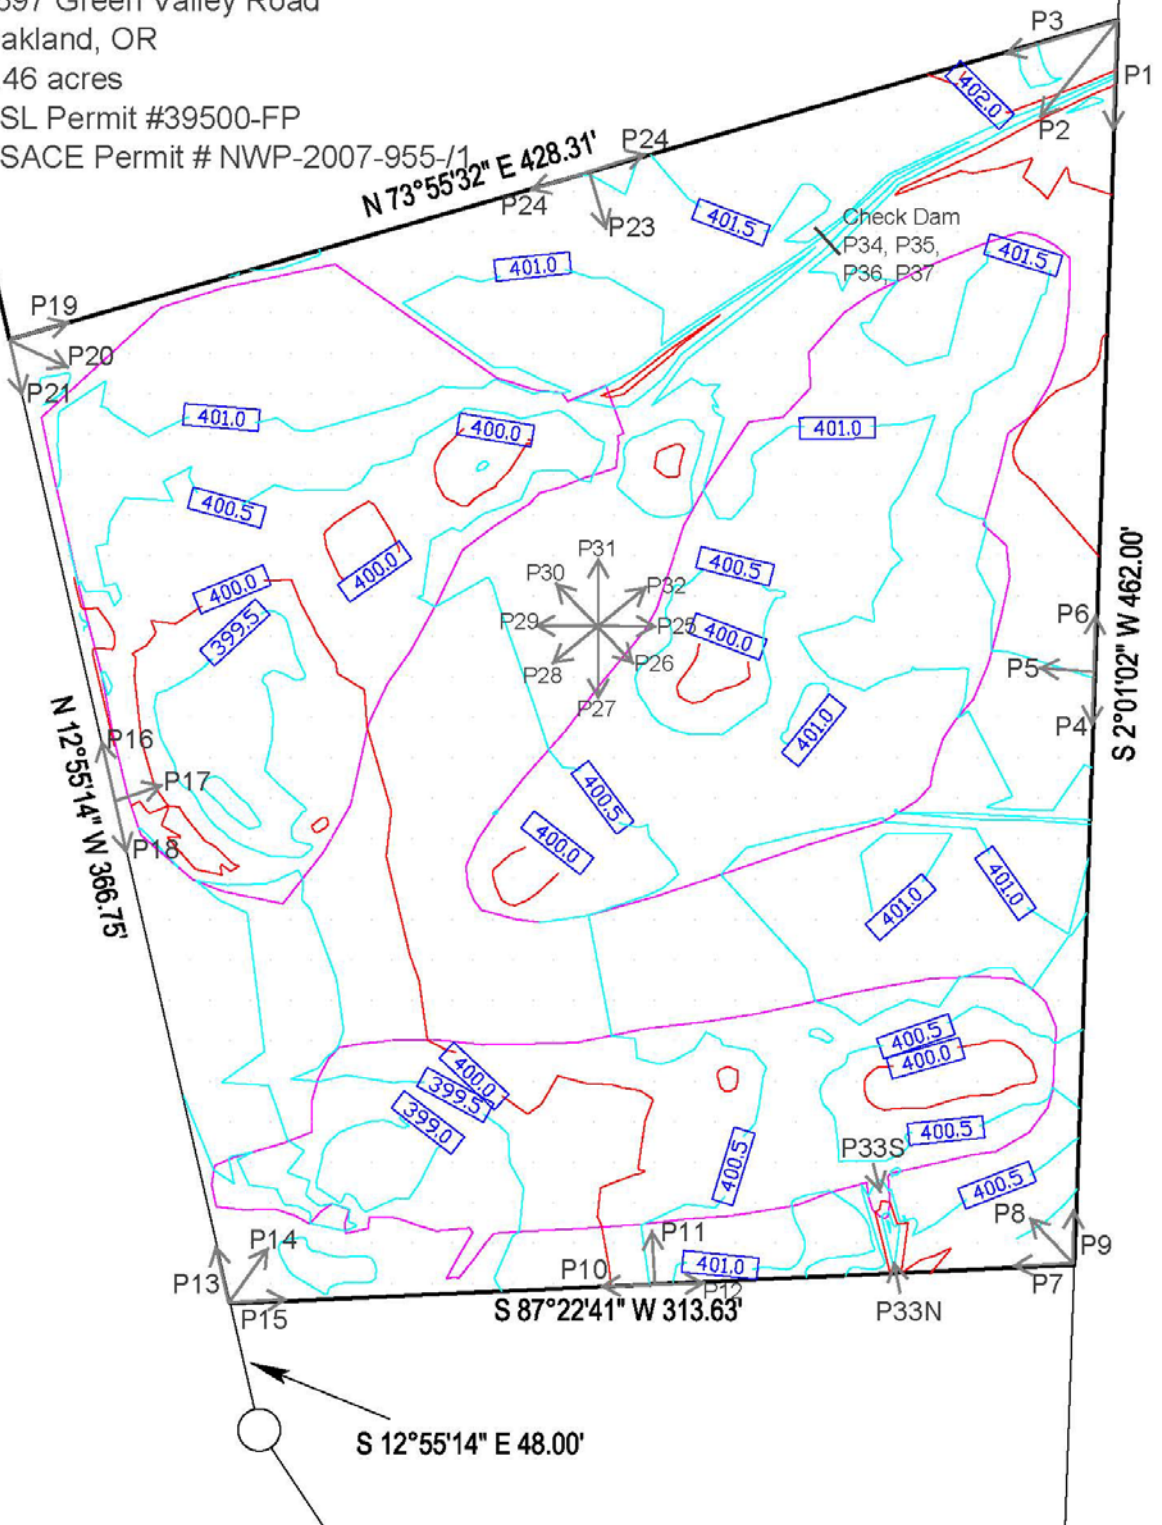 597 Green Valley Road
akland, OR
46 acres
SL Permit #39500-FP
SACE Permit # NWP-2007-955-/1
P3
P1
P2
402.0
N 73°55'32" E 428.31'
P24
P24
P23
401.5
Check Dam
P34, P35,
P36, P37
401.5
401.0
P19
P20
P21
401.0
400.0
401.0
400.5
400.0
400.0
399.5
P31
P30
P32
P29
P25
P28
P26
P27
400.5
400.0
401.0
S 2°01'02" W 462.00'
P6
P5
P4
N 12°55'14" W 366.75'
P16
P17
P18
400.5
400.0
401.0
401.0
400.5
400.0
400.0
399.5
399.0
400.5
400.5
P33S
400.5
P14
P13
P15
P11
P10
P12
401.0
P8
P9
P7
P33N
S 87°22'41" W 313.63'
S 12°55'14" E 48.00'